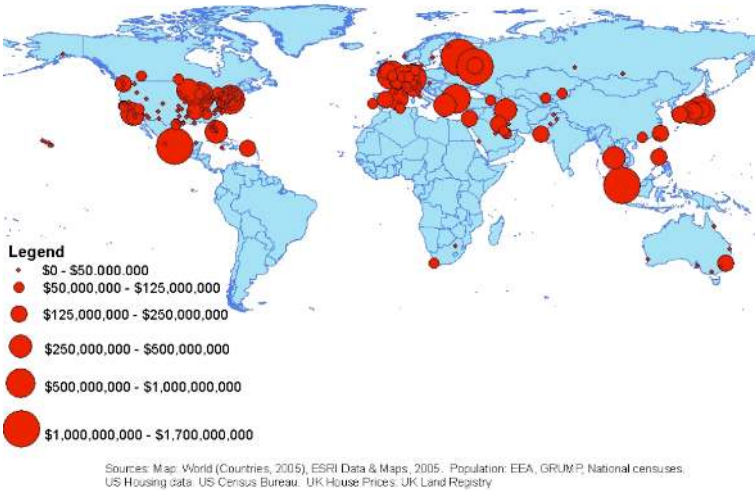 Legend
$0 - $50.000.000
$50,000,000 - $125,000,000
$125,000,000 - $250,000,000
$250,000,000 - $500,000,000
$500,000,000 - $1,000,000,000
$1,000,000,000 - $1,700,000,000
Sources: Map: World (Countries, 2005), ESRI Data & Maps, 2005. Population: EEA, GRUMP, National censuses.
US Housing data: US Census Bureau. UK House Prices: UK Land Registry